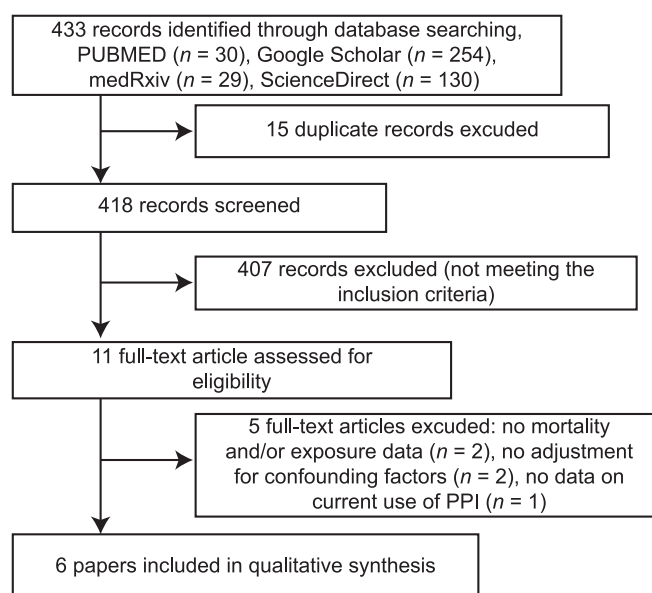 433 records identified through database searching,
PUBMED (n = 30), Google Scholar (n = 254),
medRxiv (n = 29), ScienceDirect (n = 130)
15 duplicate records excuded
418 records screened
407 records excluded (not meeting the
inclusion criteria)
11 full-text article assessed for
eligibility
5 full-text articles excuded: no mortality
and/or exposure data (n = 2), no adjustment
for confounding factors (n = 2), no data on
current use of PPI (n = 1)
6 papers included in qualitative synthesis